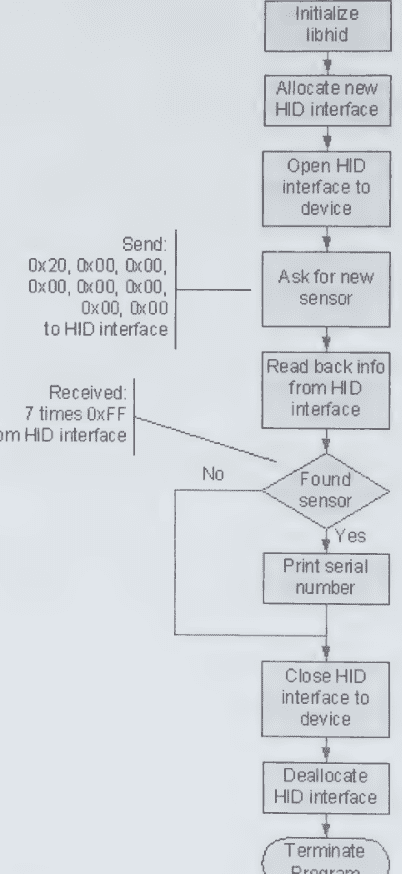 Initialize
libhid
Allocate new
HID interface
Open HID
interface to
device
Send:
0x20, 0x00, 0x00,
0x00, 0x00, 0x00,
0x00, 0x00
to HID interface
Ask for new
sensor
Read back info
from HID
interface
Received:
7 times 0xFF
om HID interface
No
Found
sensor
Yes
Print serial
number
Close HID
interface to
device
Deallocate
HID interface
Terminate
Program